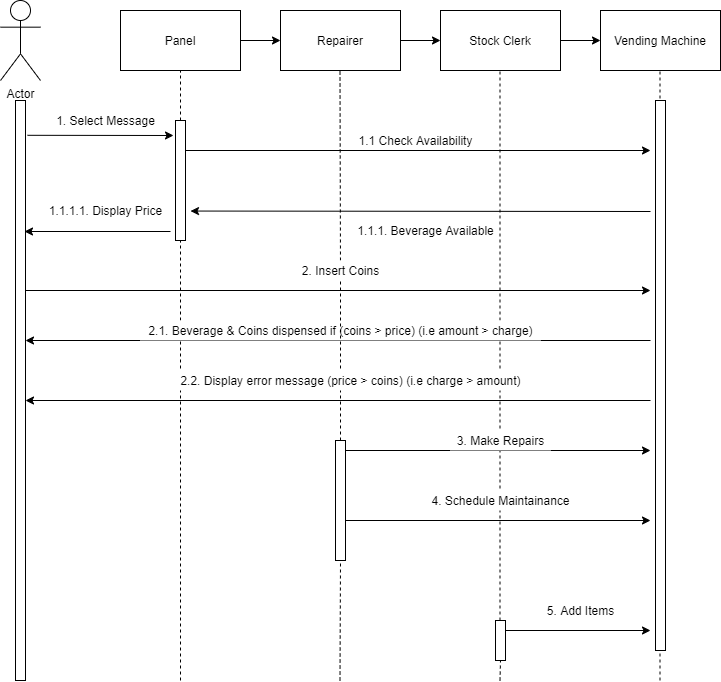 Panel
Repairer
Stock Clerk
Vending Machine
Actor
1. Select Message
1.1 Check Availability
1.1.1.1. Display Price
1.1.1. Beverage Available
2. Insert Coins
2.1. Beverage & Coins dispensed if (coins > price) (i.e amount > charge)
2.2. Display error message (price > coins) (i.e charge > amount)
3. Make Repairs
4. Schedule Maintainance
5. Add Items